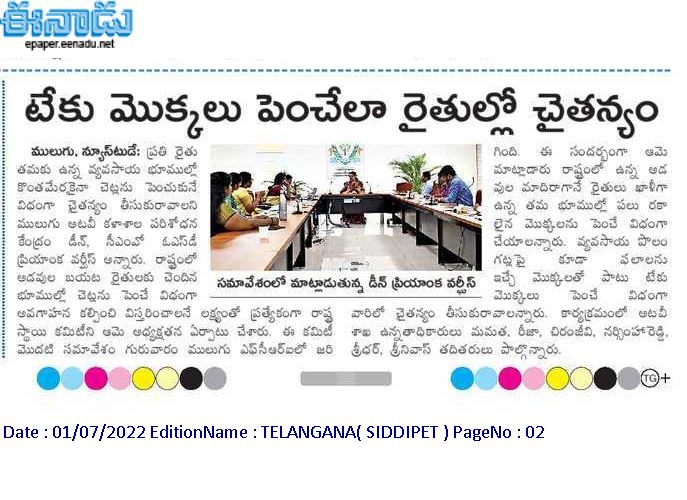 ఈనాడు
epaper.eenadu.net
టేకు మొక్కలు పెంచేలా రైతుల్లో చైతన్యం
ములుగు, న్యూస్‌టుడే: ప్రతి రైతు
తమకు ఉన్న వ్యవసాయ భూముల్లో
కొంతమేరకైనా చెట్లను పెంచుకునే
విధంగా చైతన్యం తీసుకురావాలని
ములుగు అటవీ కళాశాల పరిశోధన
కేంద్రం డీన్, సీఎంవో ఓఎస్‌డీ
ప్రియాంక వర్ఘీస్ అన్నారు. రాష్ట్రంలో
అడవుల బయట రైతులకు చెందిన
భూముల్లో చెట్లను పెంచే విధంగా
అవగాహన కల్పించి విస్తరించాలనే లక్ష్యంతో ప్రత్యేకంగా రాష్ట్ర
స్థాయి కమిటీని ఆమె అధ్యక్షతన ఏర్పాటు చేశారు. ఈ కమిటీ
మొదటి సమావేశం గురువారం ములుగు ఎఫ్‌సీఆర్ఐలో జరి
సమావేశంలో మాట్లాడుతున్న డీన్ ప్రియాంక వర్ఘీస్
గింది. ఈ సందర్భంగా ఆమె
మాట్లాడారు రాష్ట్రంలో ఉన్న అడ
వుల మాదిరాగానే రైతులు ఖాళీగా
ఉన్న తమ భూముల్లో పలు రకా
లైన మొక్కలను పెంచే విధంగా
చేయాలన్నారు. వ్యవసాయ పొలం
గట్లపై కూడా ఫలాలను
ఇచ్చే మొక్కలతో పాటు టేకు
మొక్కలు పెంచే విధంగా
వారిలో చైతన్యం తీసుకురావాలన్నారు. కార్యక్రమంలో అటవీ
శాఖ ఉన్నతాధికారులు మమత, రీజా, చిరంజీవి, నర్సింహారెడ్డి,
శ్రీధర్, శ్రీనివాస్ తదితరులు పాల్గొన్నారు.
TG
Date : 01/07/2022 EditionName : TELANGANA( SIDDIPET ) PageNo : 02